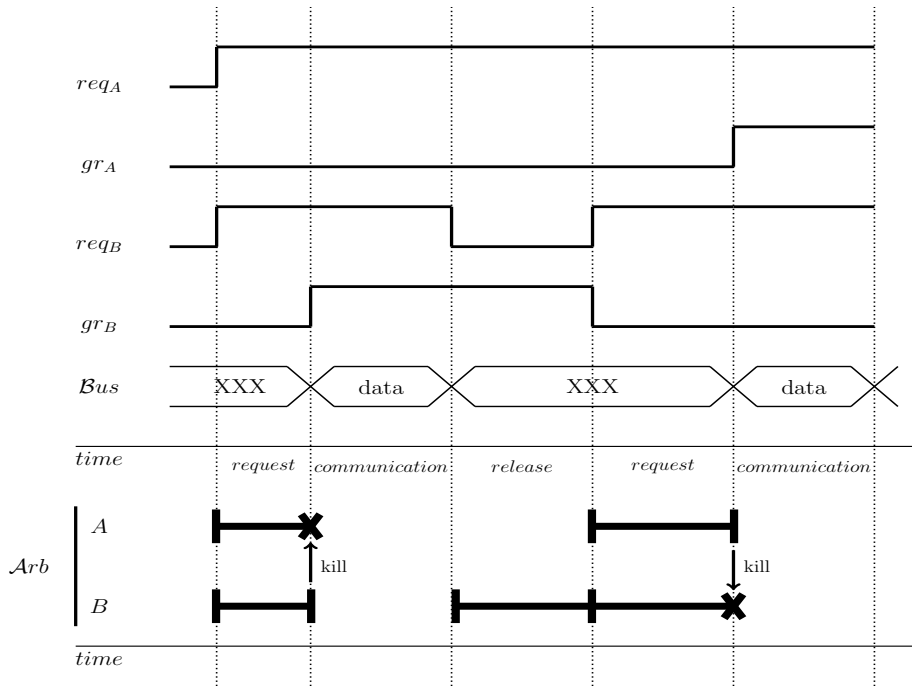 req_A
gr_A
req_B
gr_B
Bus XXX data XXX data
time
request communication release request communication
A
kill kill
Arb
B
time